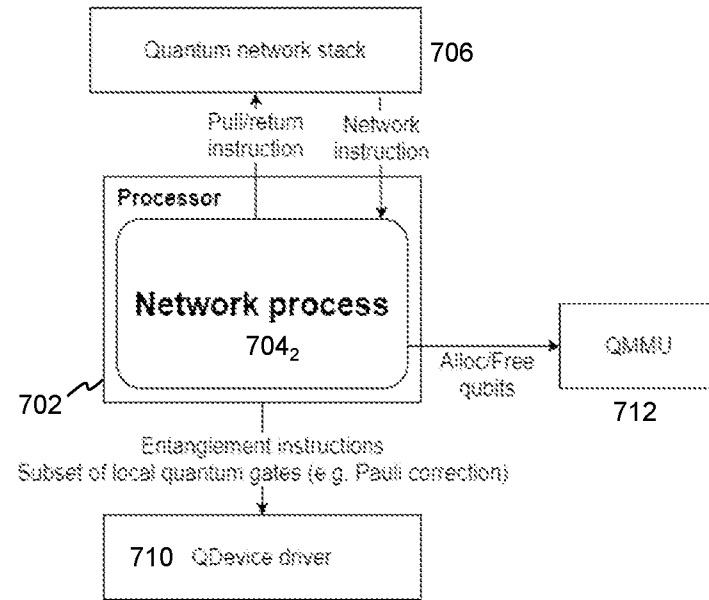 Quantum network stack
706
Pull/return
instruction
Network
instruction
Processor
Network process
704₂
702
Alloc/Free
qubits
QMMU
712
Entanglement instructions
Subset of local quantum gates (e.g. Pauli correction)
710 QDevice driver